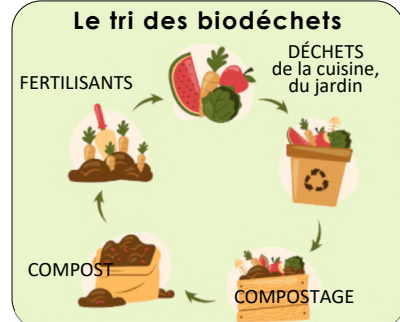 Le tri des biodéchets
DÉCHETS
de la cuisine,
du jardin
FERTILISANTS
COMPOST
COMPOSTAGE